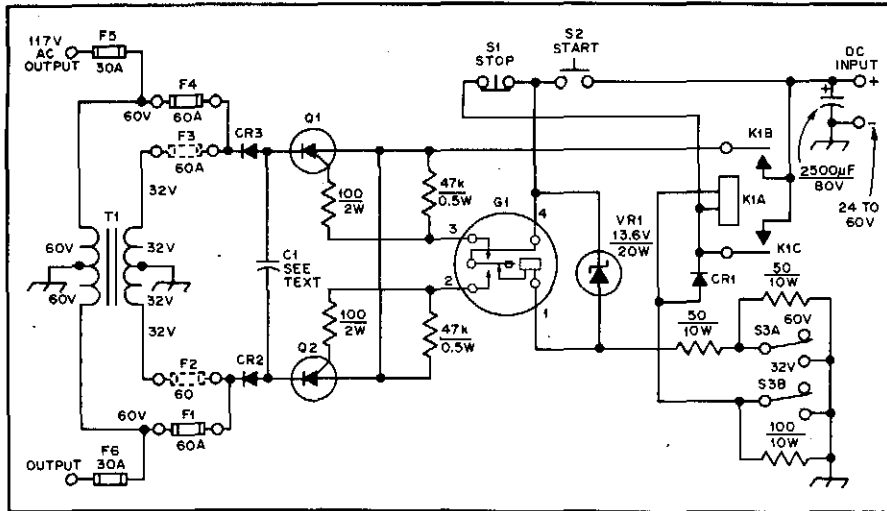 117V
AC
OUTPUT
F5
30A
F4
60V
60A
F3
60A
32V
CR3
Q1
100
2W
47k
0.5W
S1
STOP
S2
START
DC
INPUT
+
+
-
K1B
2500µF
80V
K1A
24 TO
60V
K1C
CR1
G1
4
3
2
1
VR1
13.6V
20W
T1
60V
60V
32V
32V
32V
C1
SEE
TEXT
100
2W
47k
0.5W
Q2
CR2
F2
60
60V
F1
60A
OUTPUT
F6
30A
50
10W
50
10W
60V
S3A
32V
S3B
100
10W